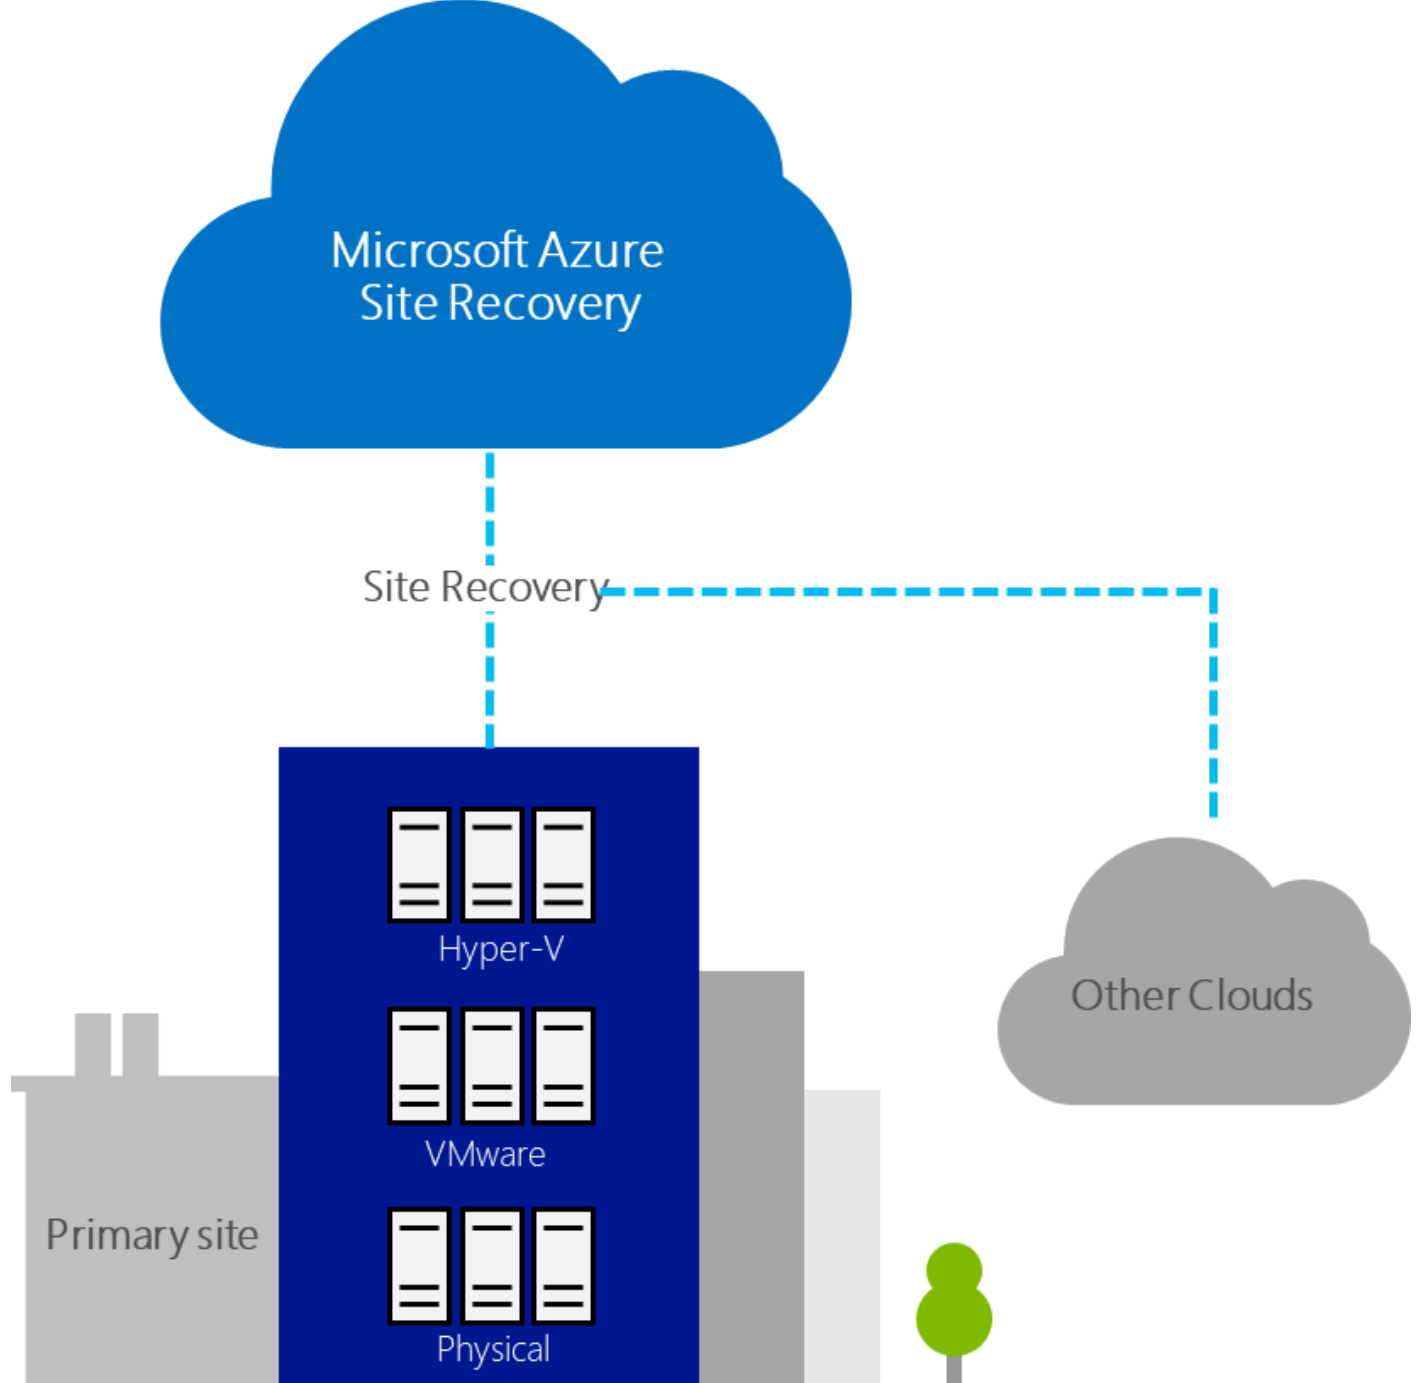 Microsoft Azure
Site Recovery
Site Recovery
Hyper-V
Other Clouds
VMware
Primary site
Physical